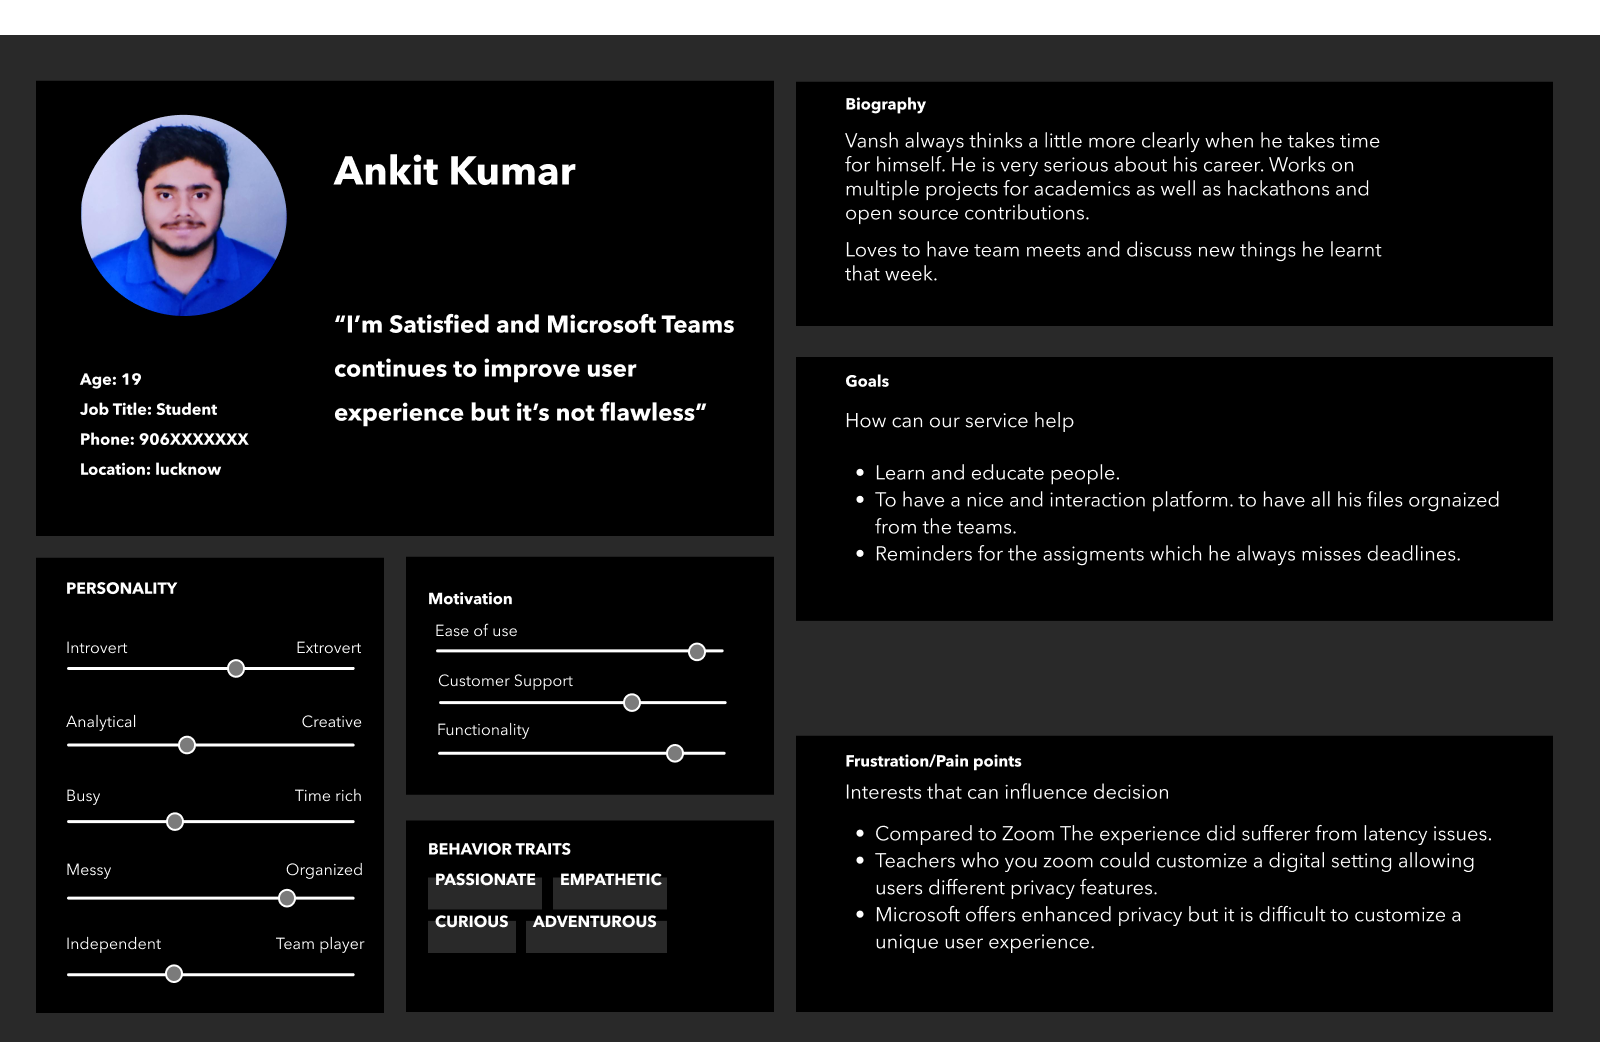 Ankit Kumar
“I’m Satisfied and Microsoft Teams
continues to improve user
experience but it’s not flawless”
Age: 19
Job Title: Student
Phone: 906XXXXXXX
Location: lucknow
PERSONALITY
Introvert Extrovert
Analytical Creative
Busy Time rich
Messy Organized
Independent Team player
Motivation
Ease of use
Customer Support
Functionality
BEHAVIOR TRAITS
PASSIONATE EMPATHETIC
CURIOUS ADVENTUROUS
Biography
Vansh always thinks a little more clearly when he takes time
for himself. He is very serious about his career. Works on
multiple projects for academics as well as hackathons and
open source contributions.
Loves to have team meets and discuss new things he learnt
that week.
Goals
How can our service help
• Learn and educate people.
• To have a nice and interaction platform. to have all his files orgnaized
from the teams.
• Reminders for the assigments which he always misses deadlines.
Frustration/Pain points
Interests that can influence decision
• Compared to Zoom The experience did sufferer from latency issues.
• Teachers who you zoom could customize a digital setting allowing
users different privacy features.
• Microsoft offers enhanced privacy but it is difficult to customize a
unique user experience.